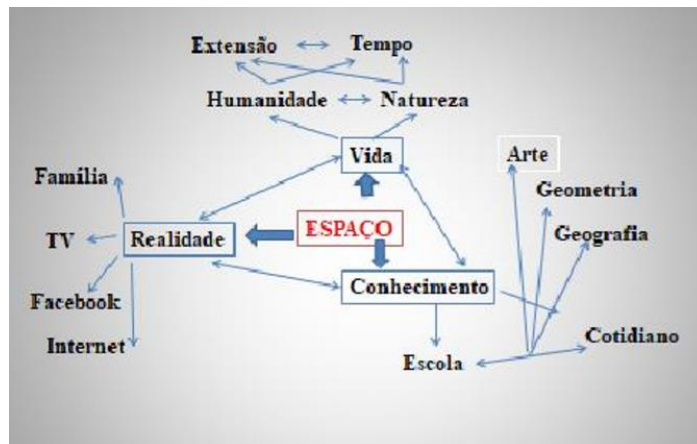 Extensão Tempo
Humanidade Natureza
Vida
Arte
Família
Geometria
ESPAÇO
Geografia
TV
Realidade
Conhecimento
Facebook
Cotidiano
Internet
Escola